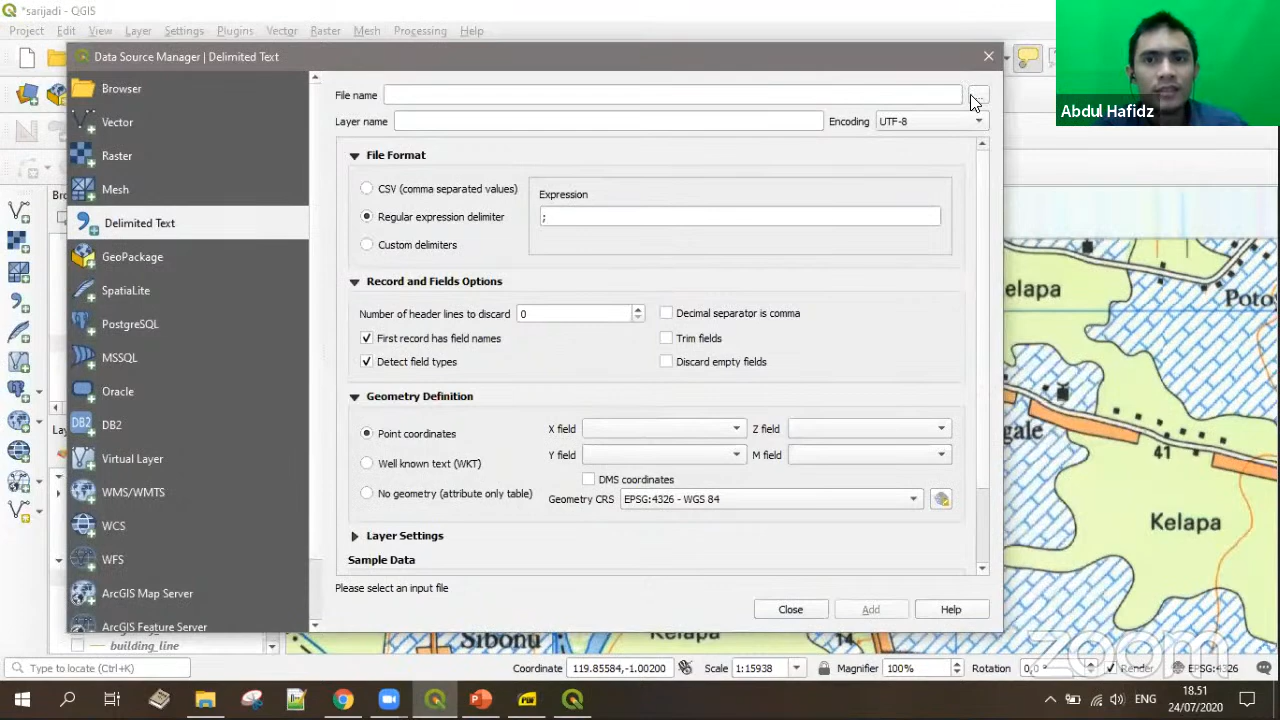 *sarijadi - QGIS
Project Edit View Layer Settings Plugins Vector Raster Mesh Processing Help
Data Source Manager | Delimited Text
Abdul Hafidz
Browser
Vector
Raster
Mesh
Delimited Text
GeoPackage
SpatiaLite
PostgreSQL
MSSQL
Oracle
DB2
Virtual Layer
WMS/WMTS
WCS
WFS
ArcGIS Map Server
ArcGIS Feature Server
File name
Layer name
Encoding UTF-8
File Format
CSV (comma separated values)
Regular expression delimiter
Custom delimiters
Expression
;
Record and Fields Options
Number of header lines to discard 0
Decimal separator is comma
First record has field names
Trim fields
Detect field types
Discard empty fields
Geometry Definition
Point coordinates
X field
Z field
Well known text (WKT)
Y field
M field
DMS coordinates
No geometry (attribute only table)
Geometry CRS EPSG:4326 - WGS 84
Layer Settings
Sample Data
Please select an input file
Close Add Help
elapa
Poto
gale
41
Kelapa
building_line
Sibonu
Kelapa
14
zoom
Type to locate (Ctrl+K)
Coordinate 119.85584,-1.00200
Scale 1:15938
Magnifier 100%
Rotation 0,0 °
Render
EPSG:4326
ENG
18.51
24/07/2020